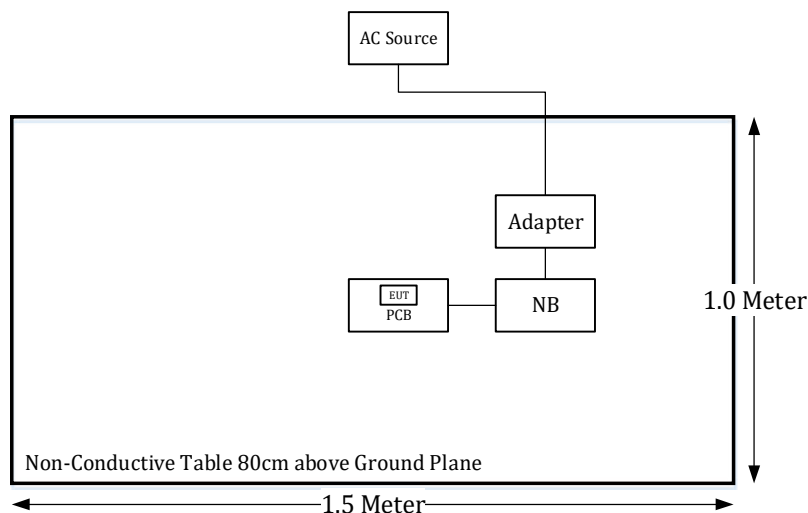 AC Source
Adapter
EUT
PCB
NB
1.0 Meter
Non-Conductive Table 80cm above Ground Plane
1.5 Meter